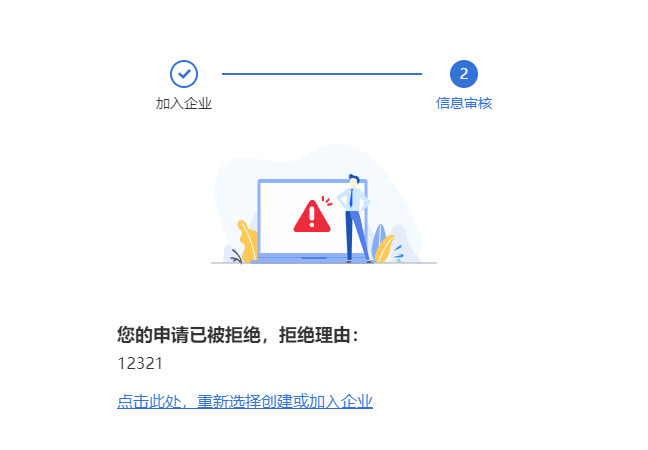 2
加入企业
信息审核
您的申请已被拒绝，拒绝理由：
12321
点击此处，重新选择创建或加入企业